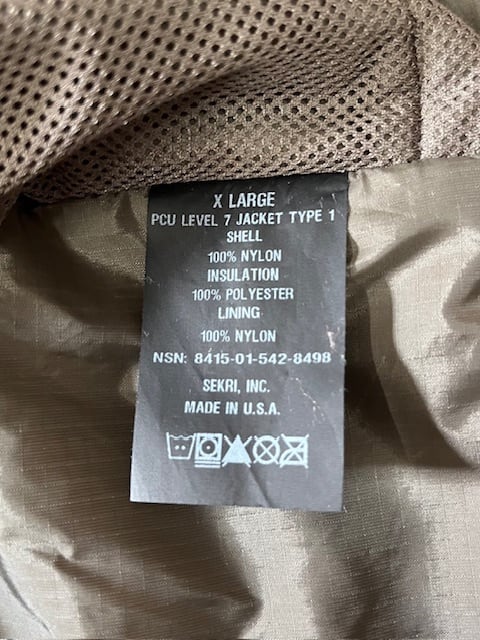 X LARGE
PCU LEVEL 7 JACKET TYPE 1
SHELL
100% NYLON
INSULATION
100% POLYESTER
LINING
100% NYLON
NSN: 8415-01-542-8498
SEKRI, INC.
MADE IN U.S.A.